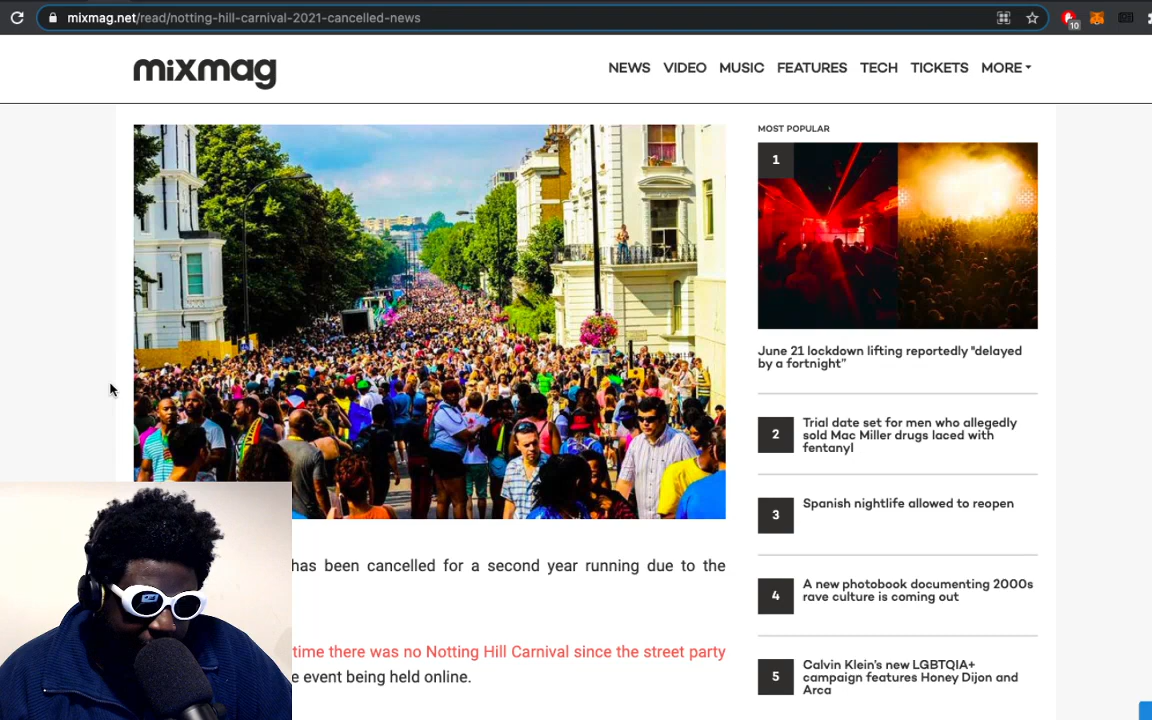 mixmag.net/read/notting-hill-carnival-2021-cancelled-news
10
mixmag
NEWS VIDEO MUSIC FEATURES TECH TICKETS MORE
MOST POPULAR
1
June 21 lockdown lifting reportedly "delayed
by a fortnight”
2
Trial date set for men who allegedly
sold Mac Miller drugs laced with
fentanyl
3
Spanish nightlife allowed to reopen
4
A new photobook documenting 2000s
rave culture is coming out
5
Calvin Klein’s new LGBTQIA+
campaign features Honey Dijon and
Arca
has been cancelled for a second year running due to the
time there was no Notting Hill Carnival since the street party
e event being held online.